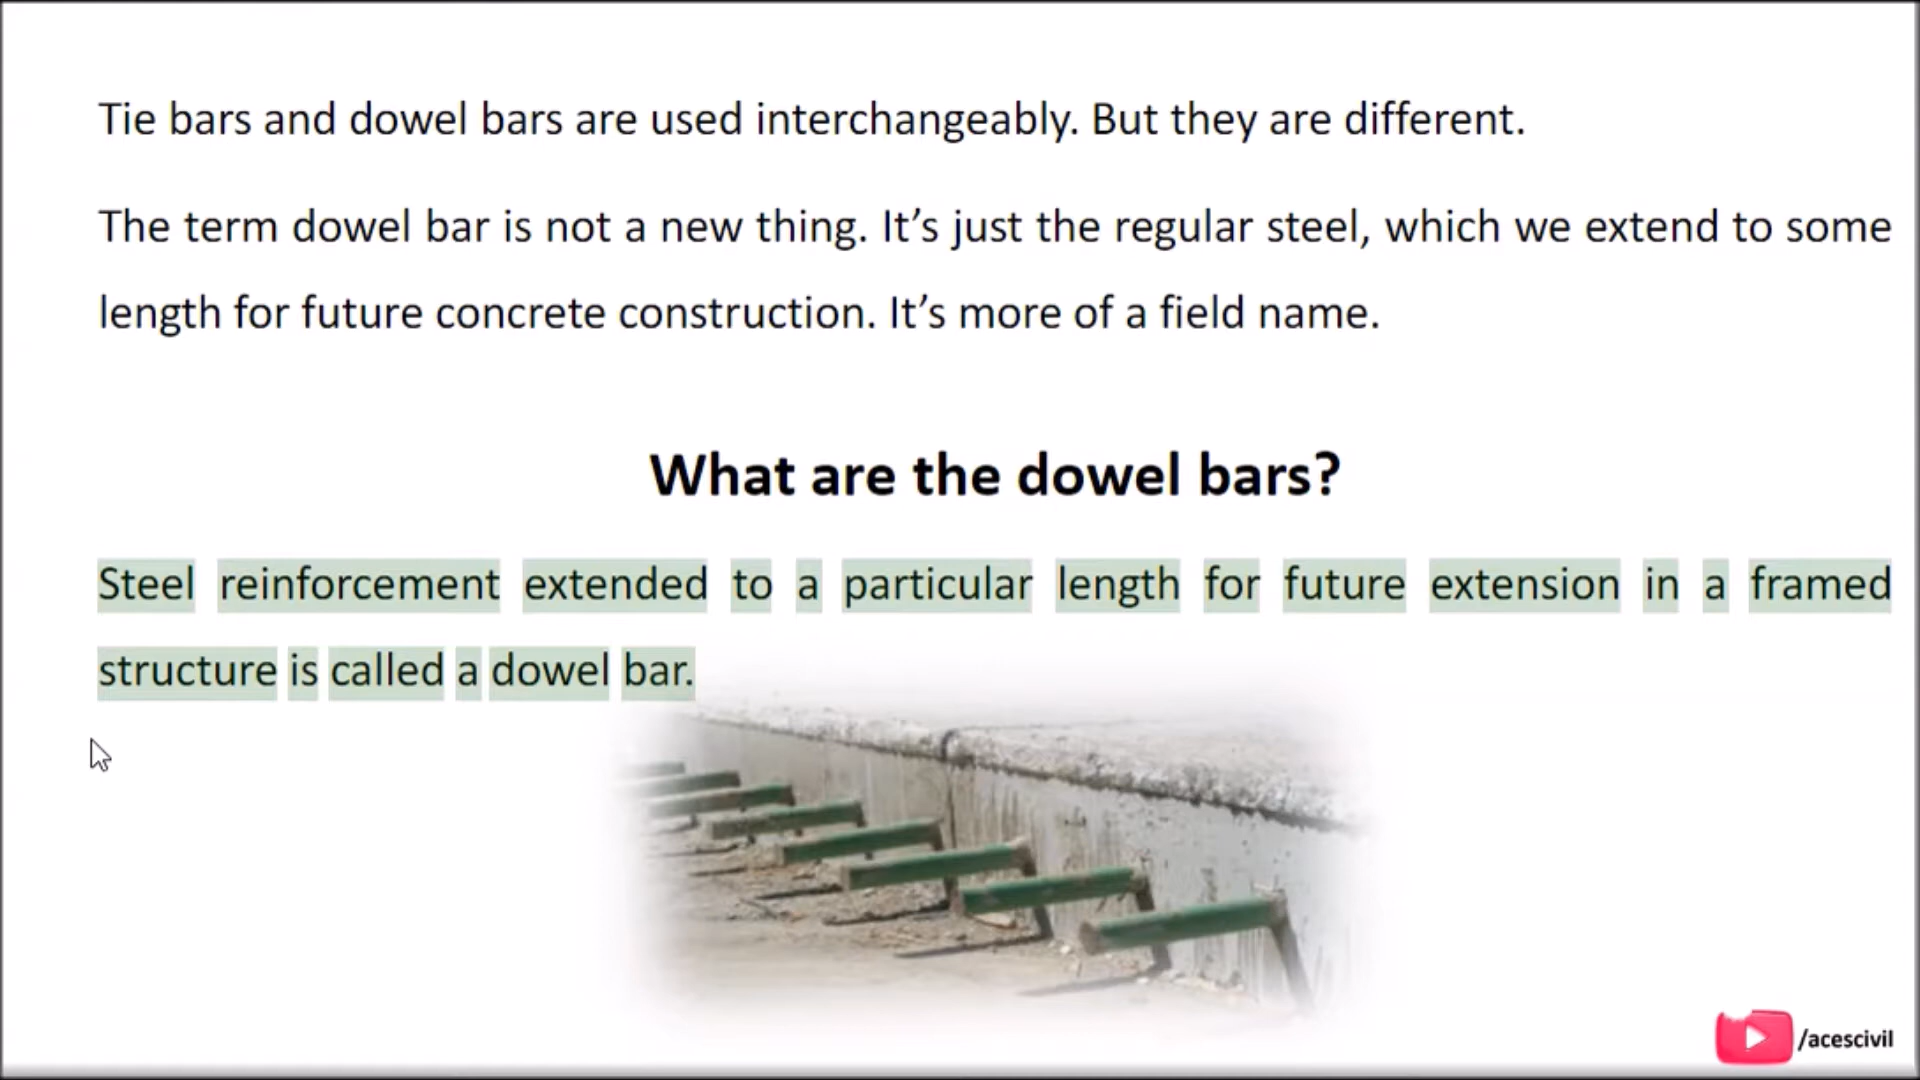 Tie bars and dowel bars are used interchangeably. But they are different.
The term dowel bar is not a new thing. It’s just the regular steel, which we extend to some
length for future concrete construction. It’s more of a field name.
What are the dowel bars?
Steel reinforcement extended to a particular length for future extension in a framed
structure is called a dowel bar.
/acescivil